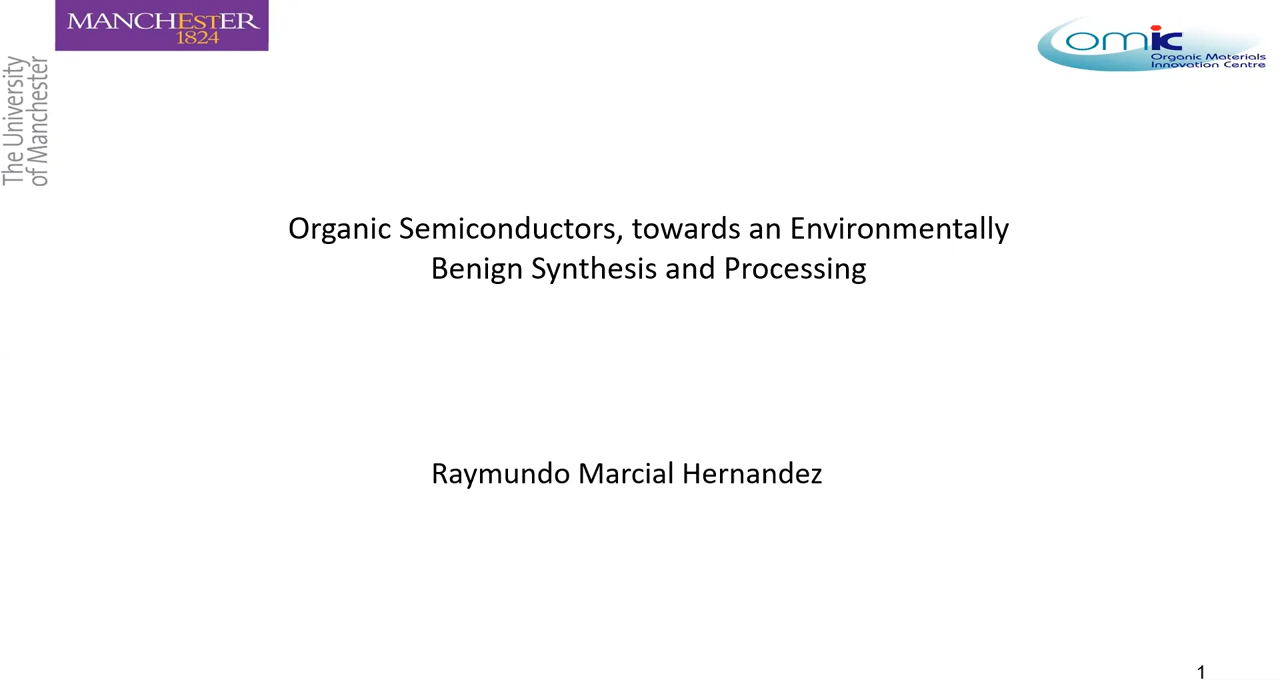 MANCHESTER
1824
The University
of Manchester
omic
Organic Materials
Innovation Centre
Organic Semiconductors, towards an Environmentally
Benign Synthesis and Processing
Raymundo Marcial Hernandez
1